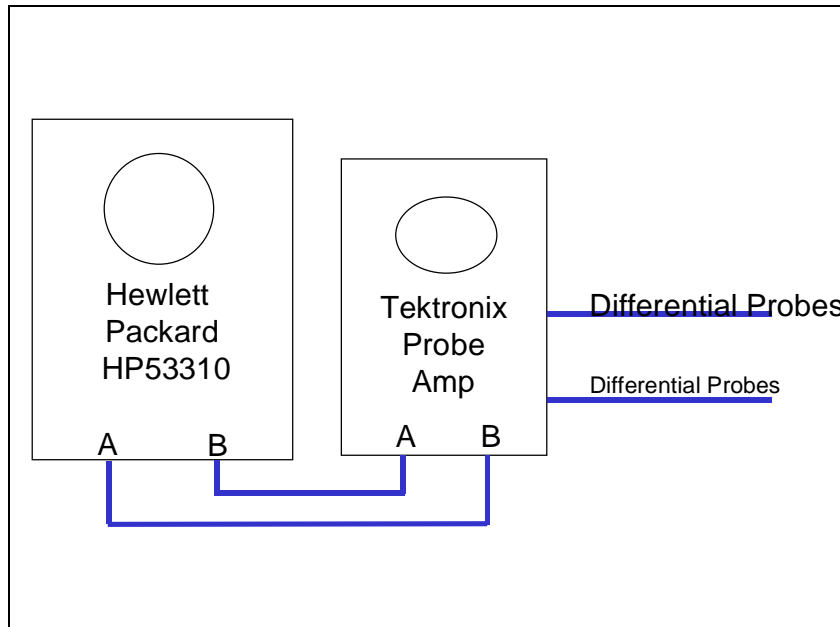 Hewlett
Packard
HP53310
A B
Tektronix
Probe
Amp
A B
Differential Probes
Differential Probes